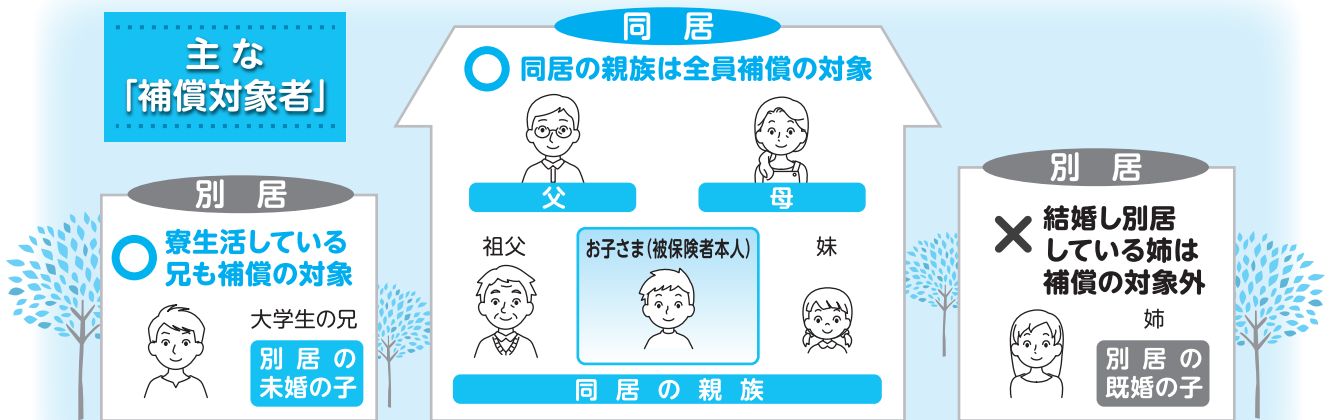 主な
「補償対象者」
別居
寮生活している
兄も補償の対象
大学生の兄
別居の
未婚の子
同居
同居の親族は全員補償の対象
父
母
祖父
お子さま（被保険者本人）
妹
同居の親族
別居
結婚し別居
している姉は
補償の対象外
姉
別居の
既婚の子